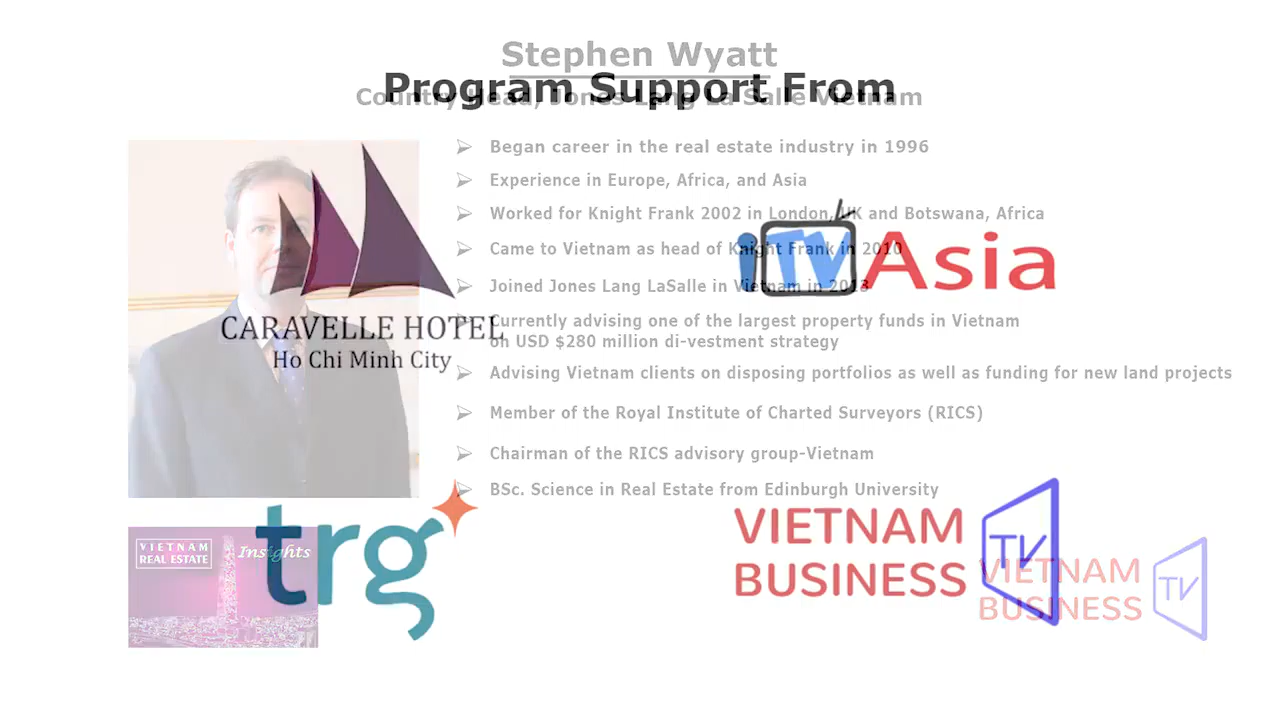 Stephen Wyatt
Program Support From
Country Head, Jones Lang La Salle Vietnam
Began career in the real estate industry in 1996
Experience in Europe, Africa, and Asia
Worked for Knight Frank 2002 in London, UK and Botswana, Africa
Came to Vietnam as head of Knight Frank in 2010
Joined Jones Lang LaSalle in Vietnam in 2013
Currently advising one of the largest property funds in Vietnam
on USD $280 million di-vestment strategy
Advising Vietnam clients on disposing portfolios as well as funding for new land projects
Member of the Royal Institute of Charted Surveyors (RICS)
Chairman of the RICS advisory group-Vietnam
BSc. Science in Real Estate from Edinburgh University
CARAVELLE HOTEL
Ho Chi Minh City
iTV Asia
trg
VIETNAM
BUSINESS
TV
VIETNAM
REAL ESTATE
Insights
VIETNAM
BUSINESS
TV